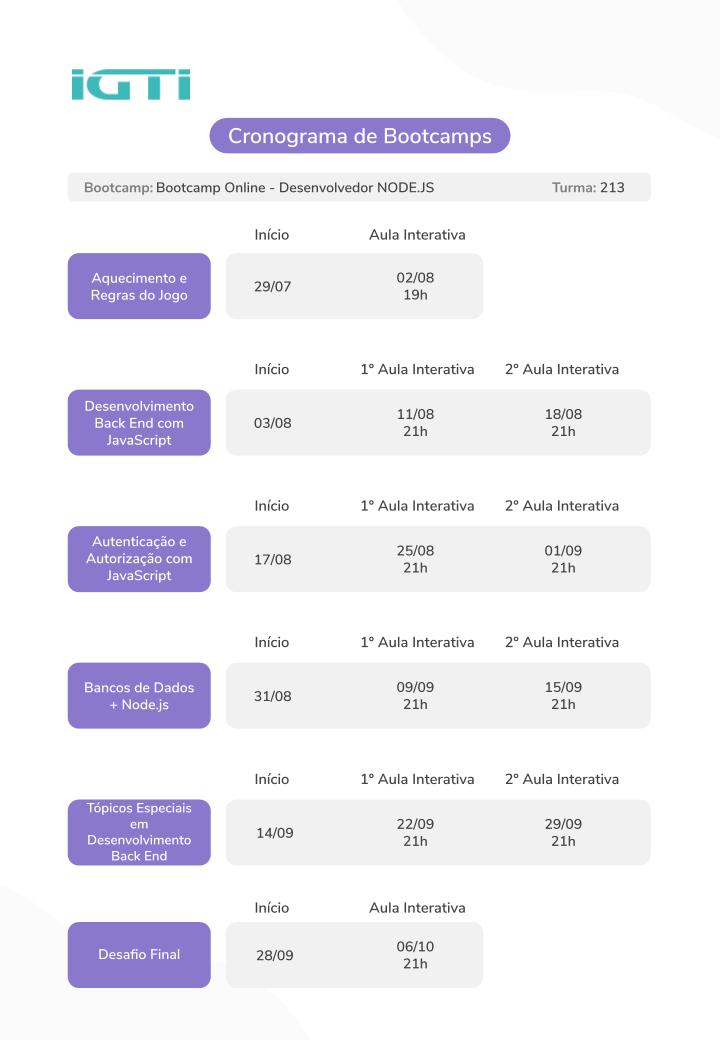 iGTi
Cronograma de Bootcamps
Bootcamp: Bootcamp Online - Desenvolvedor NODE.JS Turma: 213
Início Aula Interativa
Aquecimento e
Regras do Jogo
29/07
02/08
19h
Início 1º Aula Interativa 2º Aula Interativa
Desenvolvimento
Back End com
JavaScript
03/08
11/08
21h
18/08
21h
Início 1º Aula Interativa 2º Aula Interativa
Autenticação e
Autorização com
JavaScript
17/08
25/08
21h
01/09
21h
Início 1º Aula Interativa 2º Aula Interativa
Bancos de Dados
+ Node.js
31/08
09/09
21h
15/09
21h
Início 1º Aula Interativa 2º Aula Interativa
Tópicos Especiais
em
Desenvolvimento
Back End
14/09
22/09
21h
29/09
21h
Início Aula Interativa
Desafio Final
28/09
06/10
21h